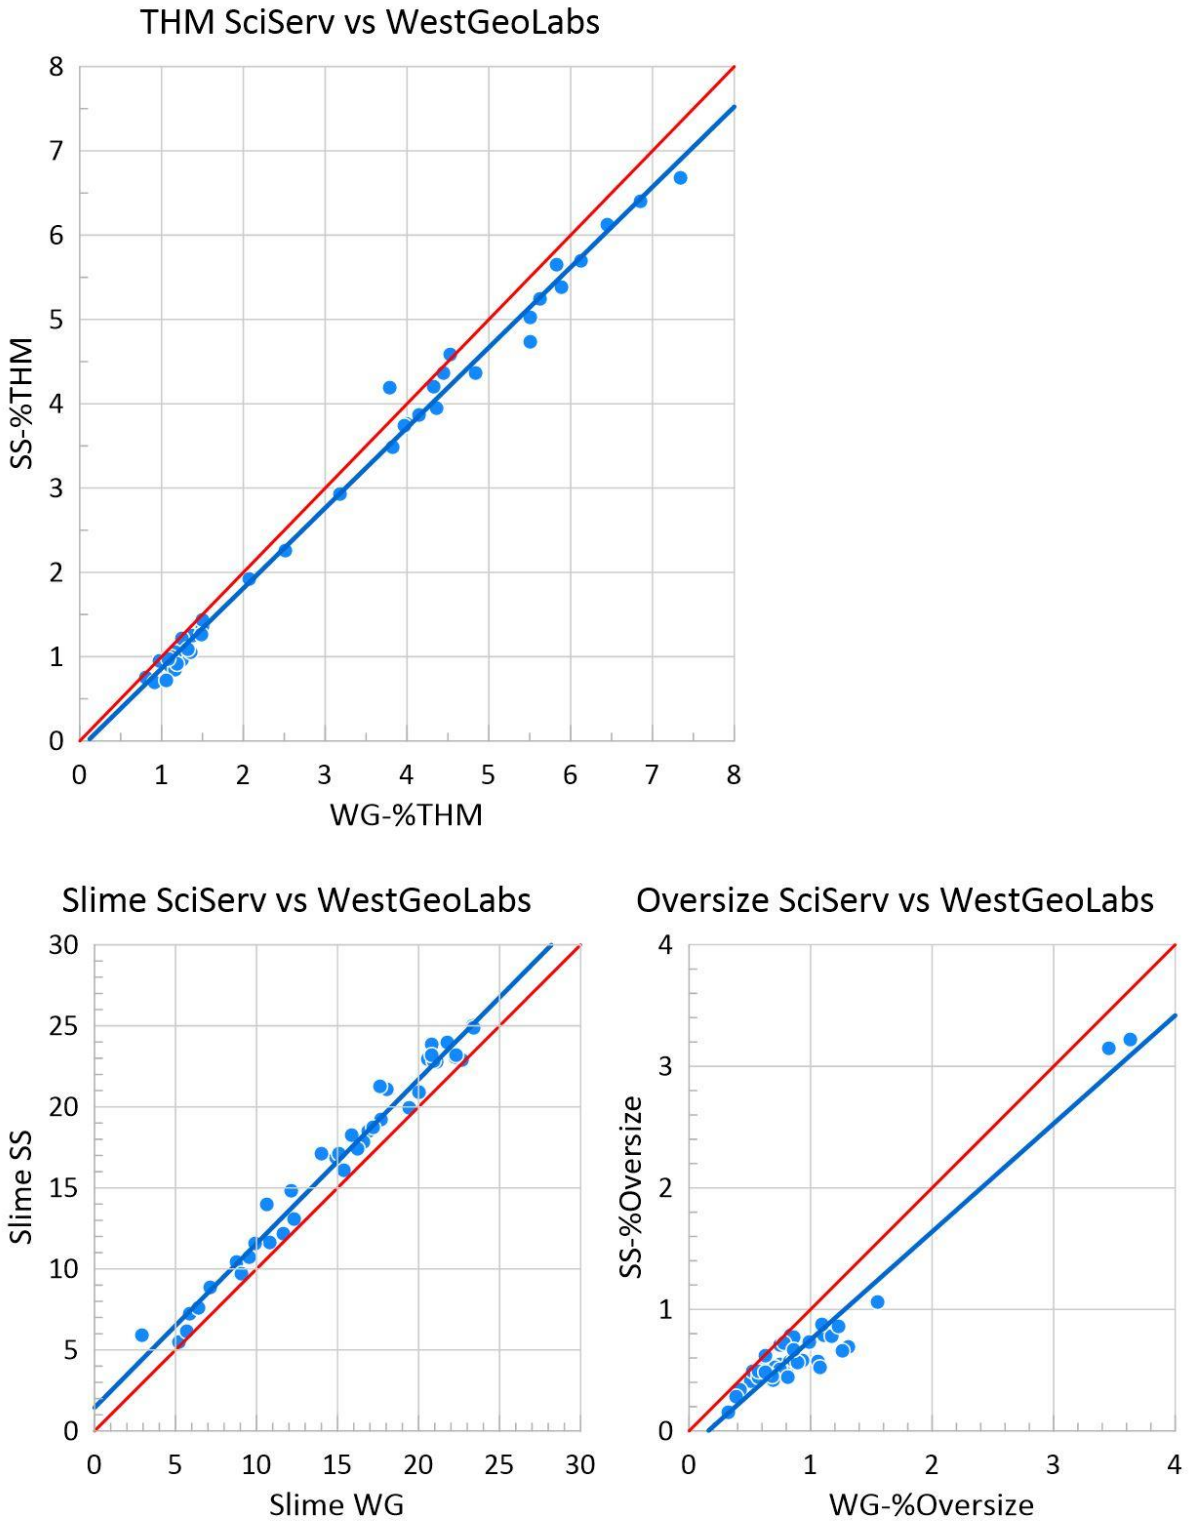 THM SciServ vs WestGeoLabs
8
7
6
5
4
3
2
1
0
SS-%THM
0 1 2 3 4 5 6 7 8
WG-%THM
Slime SciServ vs WestGeoLabs
30
25
20
15
10
5
0
Slime SS
0 5 10 15 20 25 30
Slime WG
Oversize SciServ vs WestGeoLabs
4
3
2
1
0
SS-%Oversize
0 1 2 3 4
WG-%Oversize